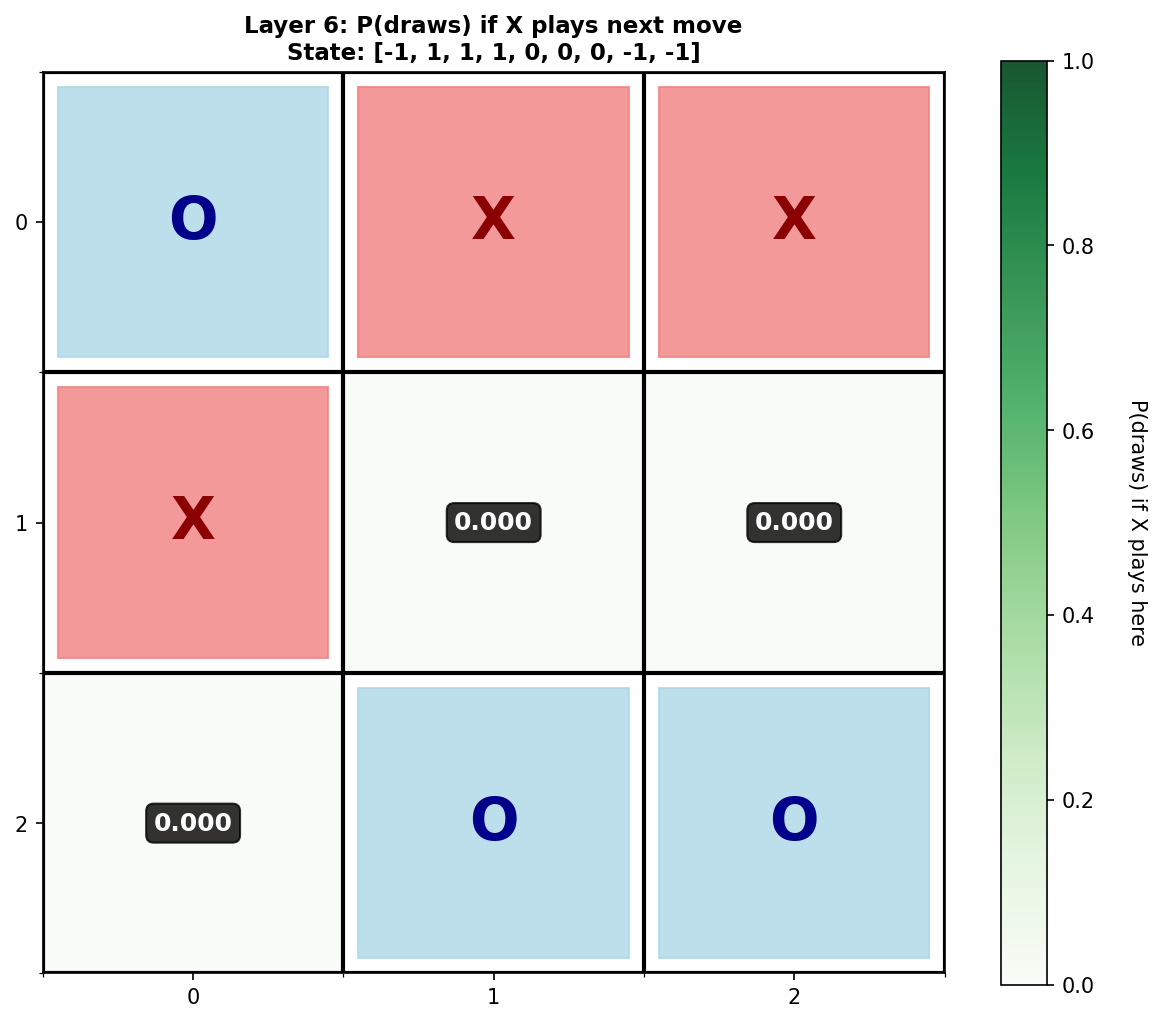 Layer 6: P(draws) if X plays next move
State: [-1, 1, 1, 1, 0, 0, 0, -1, -1]
0
O
X
X
1
X
0.000
0.000
2
0.000
O
O
0
1
2
1.0
0.8
0.6
0.4
0.2
0.0
P(draws) if X plays here